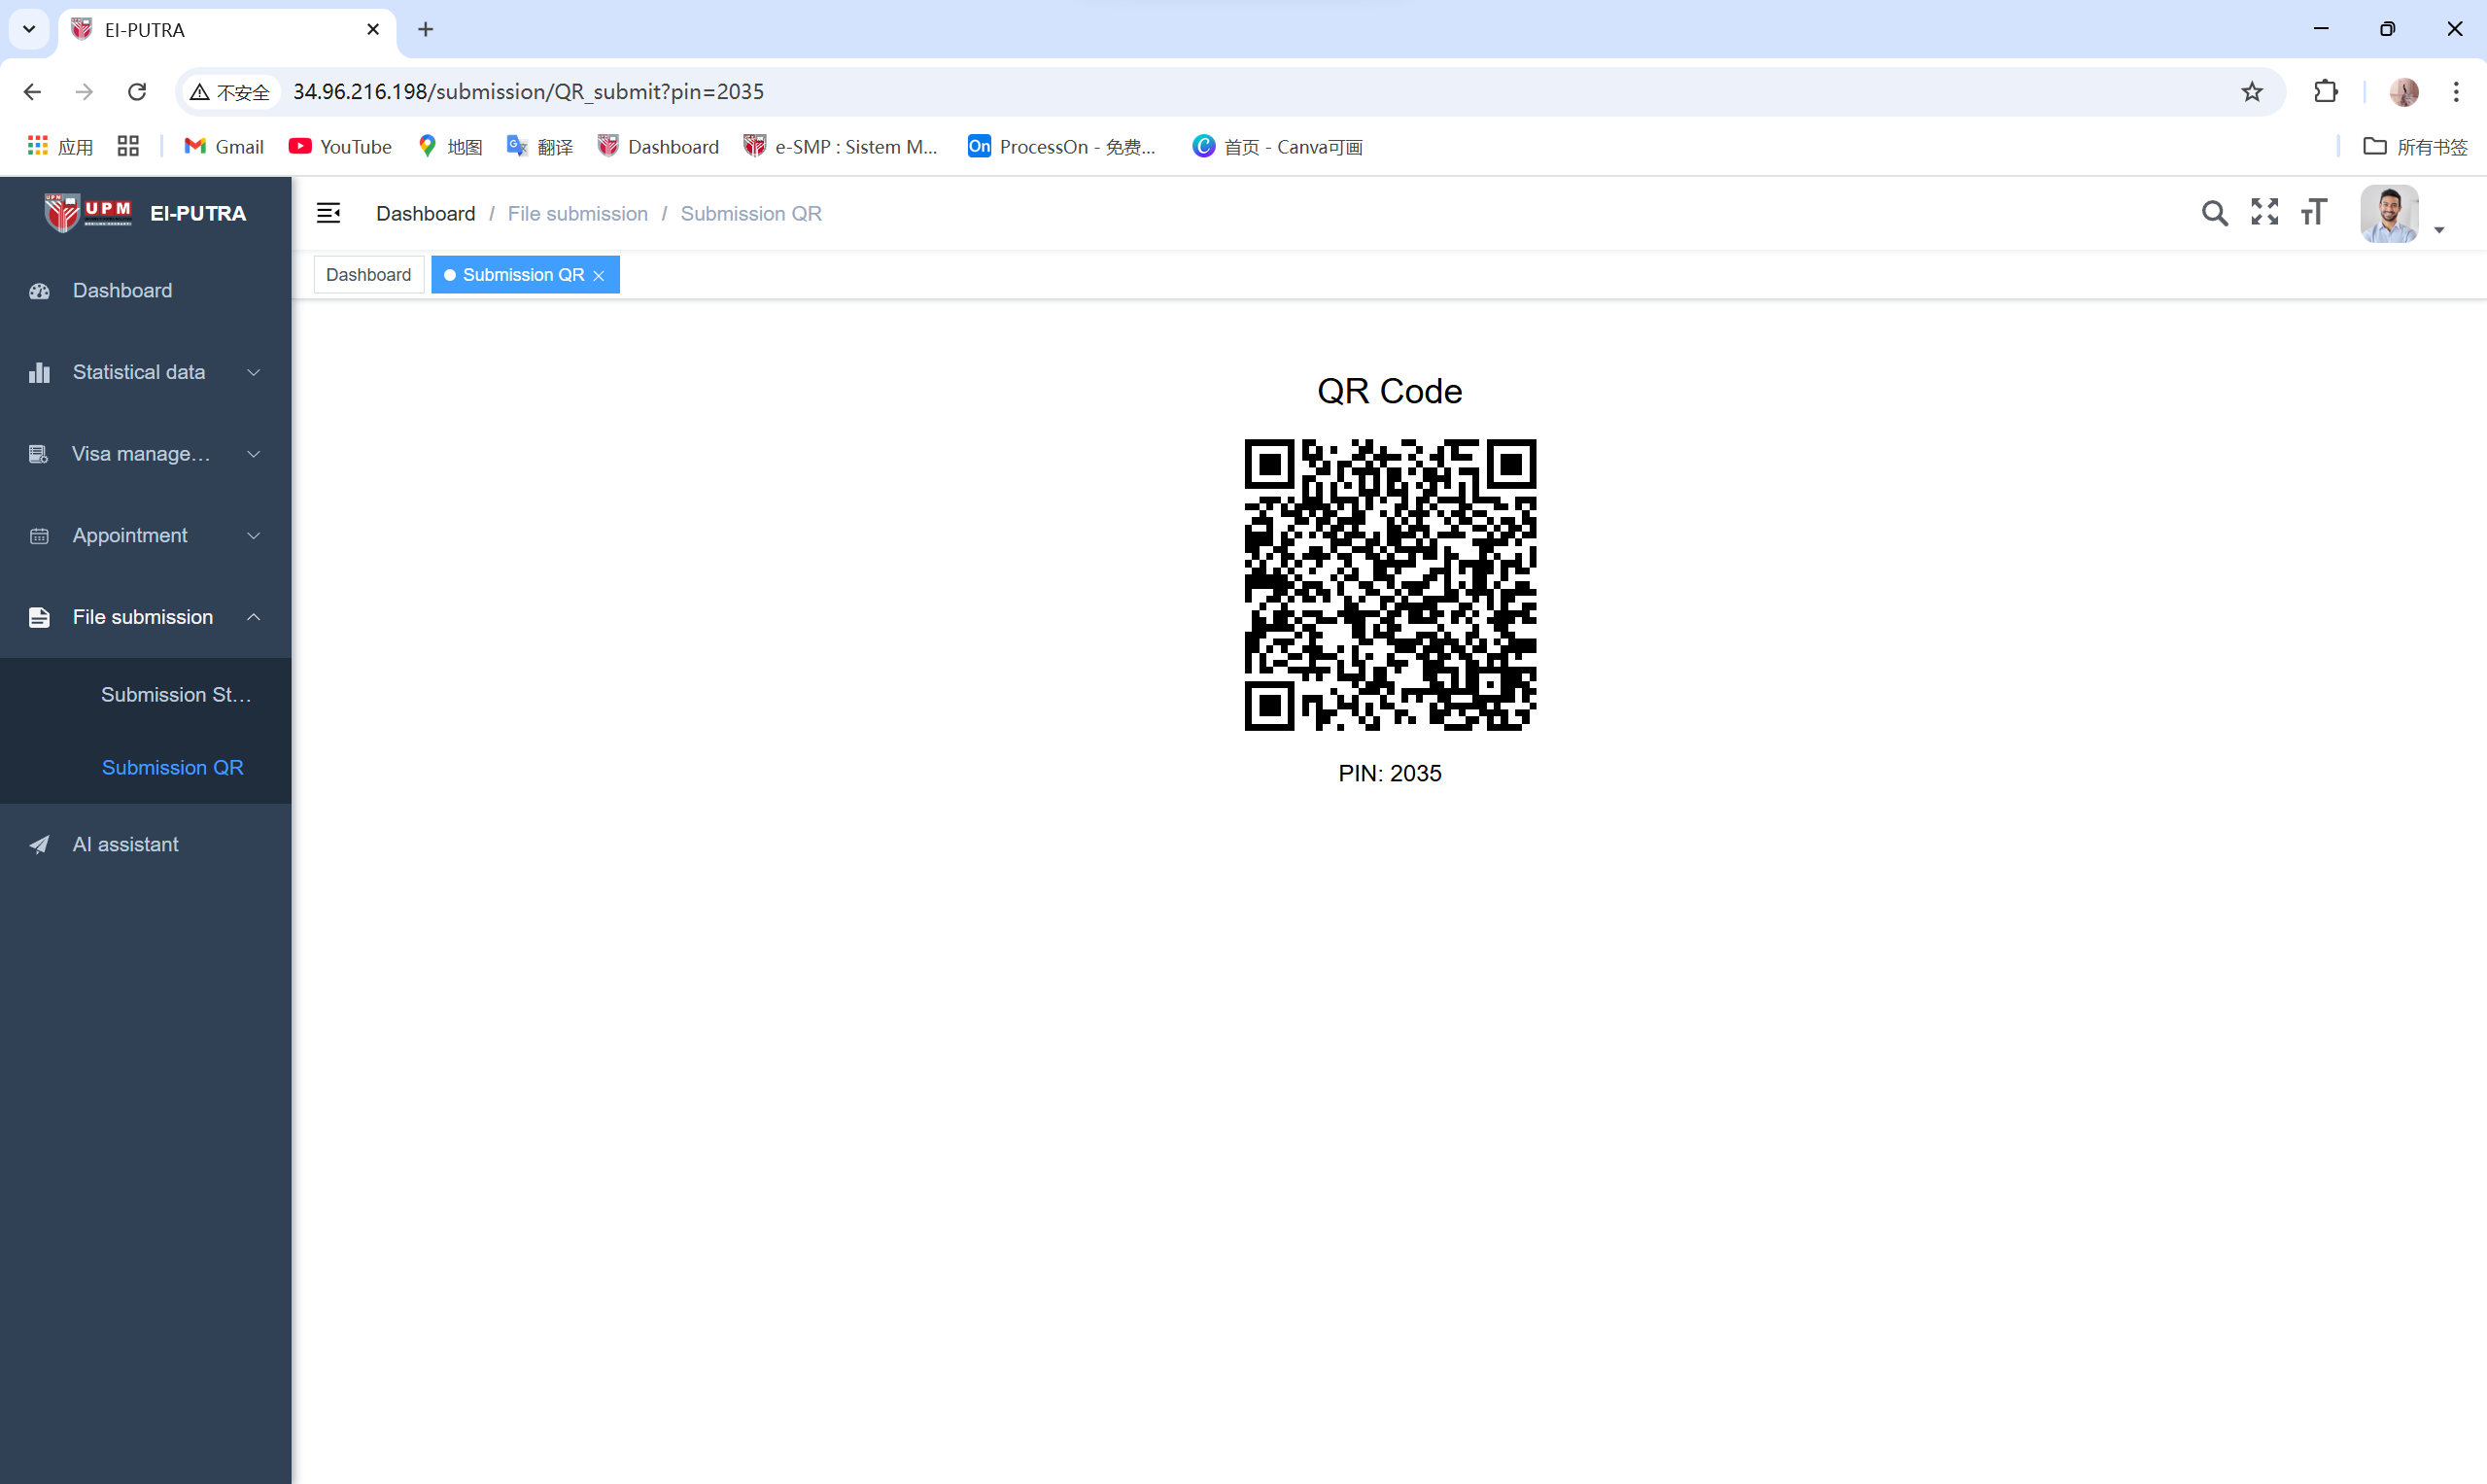 EI-PUTRA
不安全 34.96.216.198/submission/QR_submit?pin=2035
应用 Gmail YouTube 地图 翻译 Dashboard e-SMP : Sistem M... ProcessOn - 免费... 首页 - Canva可画 所有书签
UPM EI-PUTRA
Dashboard / File submission / Submission QR
Dashboard Submission QR
Dashboard
Statistical data
Visa manage...
Appointment
File submission
Submission St...
Submission QR
AI assistant
QR Code
PIN: 2035